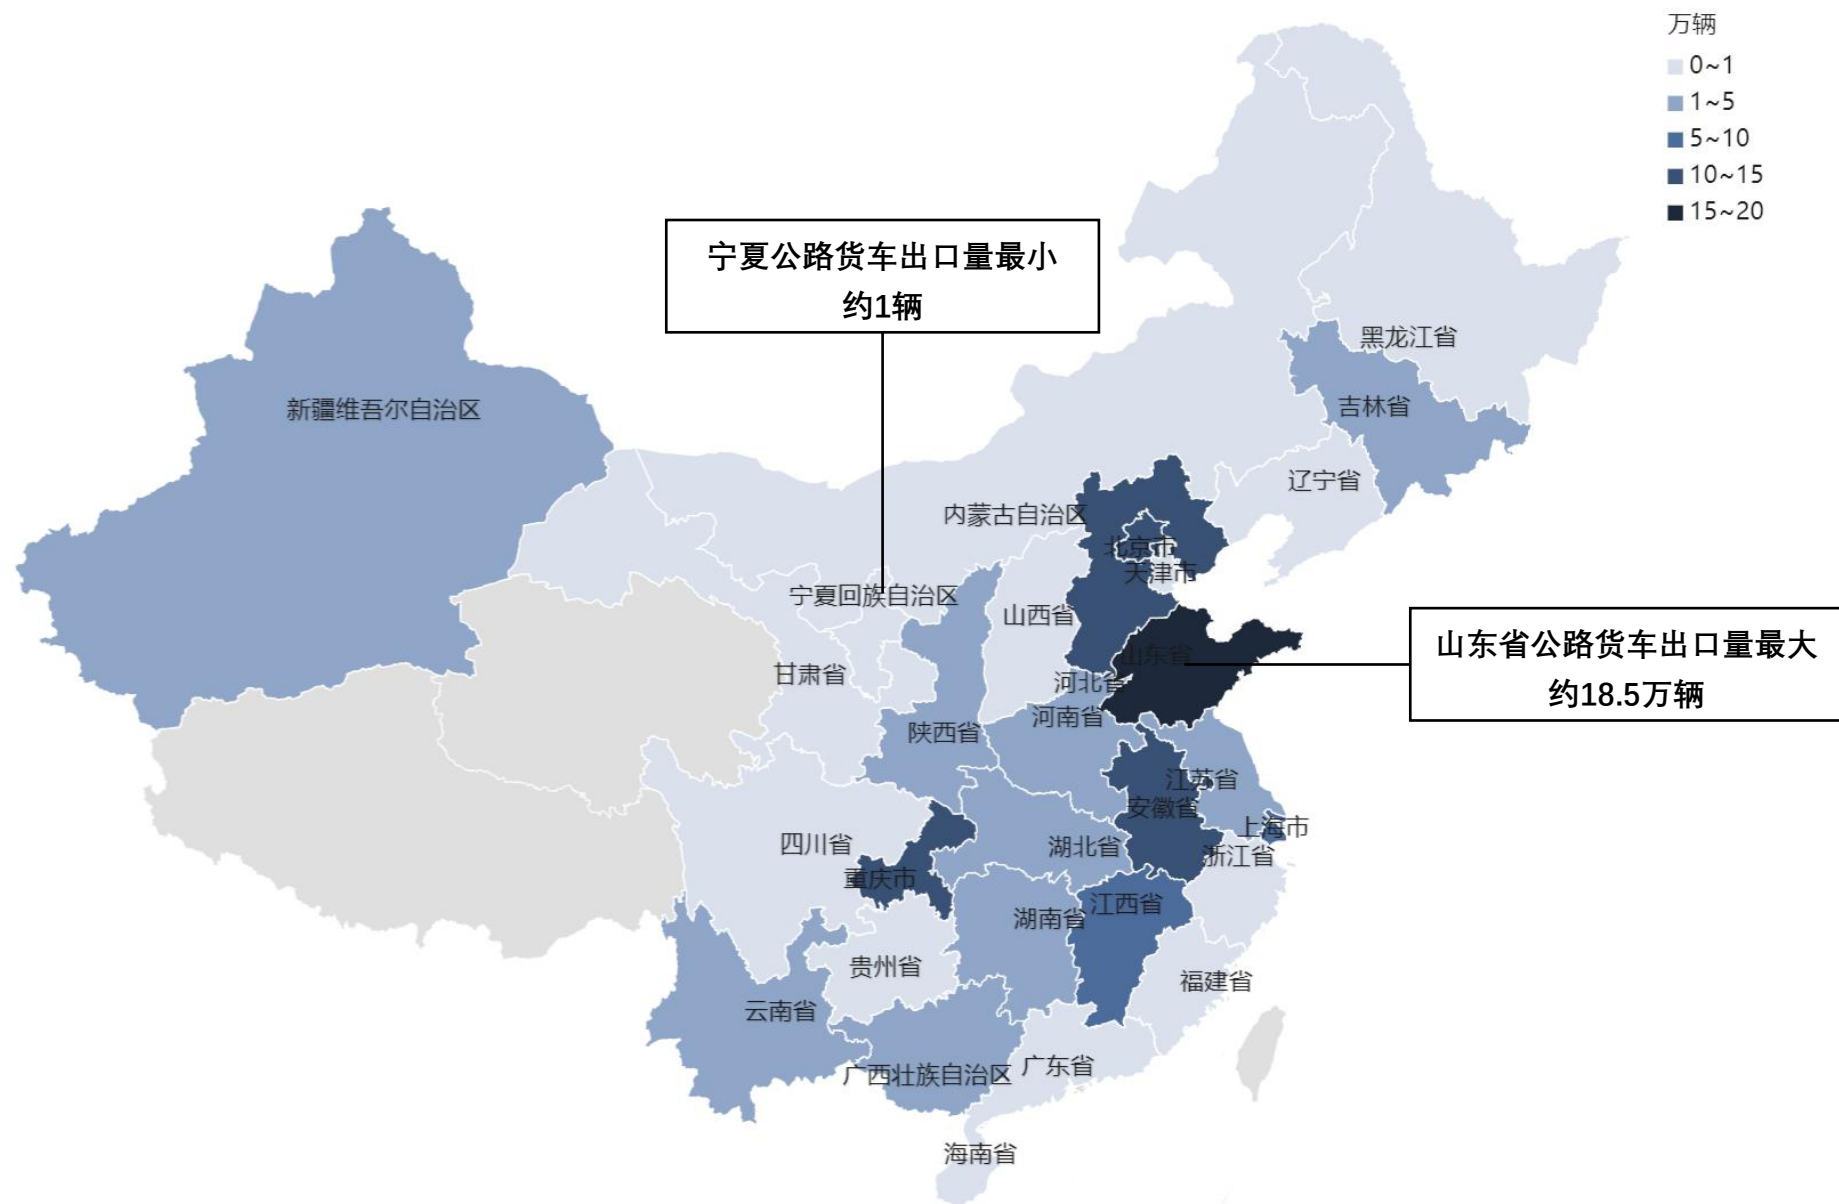 万辆
0~1
1~5
5~10
10~15
15~20
宁夏公路货车出口量最小
约1辆
黑龙江省
新疆维吾尔自治区
吉林省
辽宁省
内蒙古自治区
北京市
天津市
宁夏回族自治区
山西省
山东省公路货车出口量最大
约18.5万辆
山东省
甘肃省
河北省
河南省
陕西省
江苏省
安徽省
上海市
四川省
湖北省
浙江省
重庆市
江西省
湖南省
贵州省
福建省
云南省
广东省
广西壮族自治区
海南省